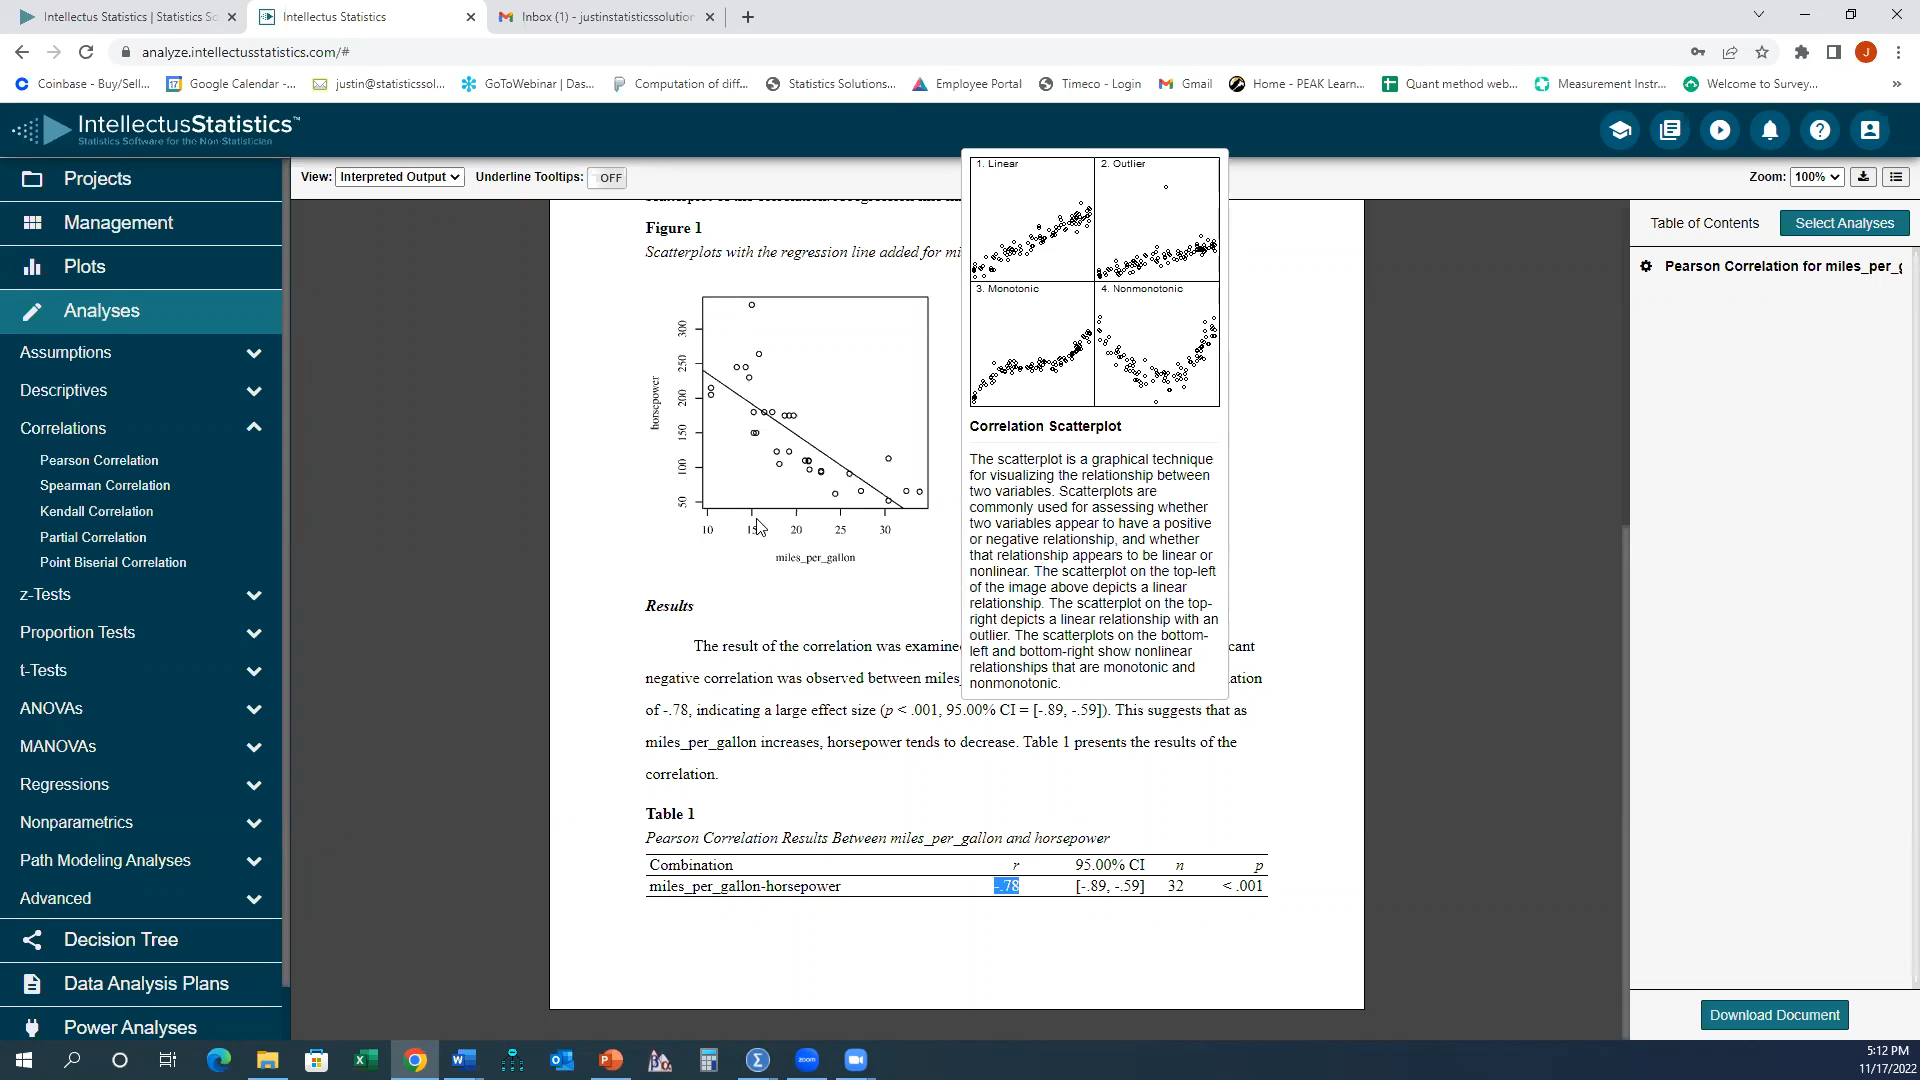 Intellectus Statistics | Statistics So
Intellectus Statistics
Inbox (1) - justinstatisticssolution
analyze.intellectusstatistics.com/#
J
Coinbase - Buy/Sell...
17
Google Calendar -...
justin@statisticssol...
GoToWebinar | Das...
Computation of diff...
Statistics Solutions...
Employee Portal
Timeco - Login
Gmail
Home - PEAK Learn...
Quant method web...
Measurement Instr...
Welcome to Survey...
»
IntellectusStatistics™
Statistics Software for the Non-Statistician
Projects
Management
Plots
Analyses
Assumptions
Descriptives
Correlations
Pearson Correlation
Spearman Correlation
Kendall Correlation
Partial Correlation
Point Biserial Correlation
z-Tests
Proportion Tests
t-Tests
ANOVAs
MANOVAs
Regressions
Nonparametrics
Path Modeling Analyses
Advanced
Decision Tree
Data Analysis Plans
Power Analyses
View: Interpreted Output
Underline Tooltips: OFF
Zoom: 100%
Figure 1
Scatterplots with the regression line added for mi
horsepower
300
250
200
150
100
50
10 15 20 25 30
miles_per_gallon
1. Linear
2. Outlier
3. Monotonic
4. Nonmonotonic
Correlation Scatterplot
The scatterplot is a graphical technique
for visualizing the relationship between
two variables. Scatterplots are
commonly used for assessing whether
two variables appear to have a positive
or negative relationship, and whether
that relationship appears to be linear or
nonlinear. The scatterplot on the top-left
of the image above depicts a linear
relationship. The scatterplot on the top-
right depicts a linear relationship with an
outlier. The scatterplots on the bottom-
left and bottom-right show nonlinear
relationships that are monotonic and
nonmonotonic.
Results
The result of the correlation was examine cant
negative correlation was observed between miles_ ation
of -.78, indicating a large effect size (p < .001, 95.00% CI = [-.89, -.59]). This suggests that as
miles_per_gallon increases, horsepower tends to decrease. Table 1 presents the results of the
correlation.
Table 1
Pearson Correlation Results Between miles_per_gallon and horsepower
Combination r 95.00% CI n p
miles_per_gallon-horsepower -.78 [-.89, -.59] 32 < .001
Table of Contents
Select Analyses
Pearson Correlation for miles_per_g
Download Document
zoom
5:12 PM
11/17/2022